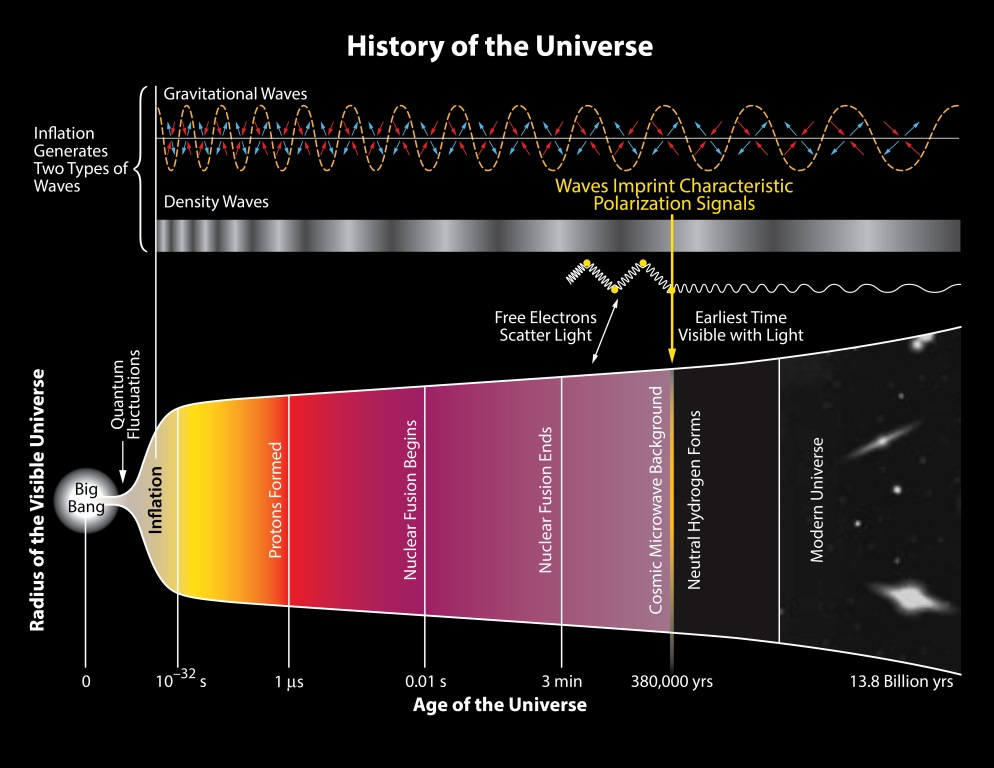 History of the Universe
Gravitational Waves
Inflation
Generates
Two Types of
Waves
Waves Imprint Characteristic
Polarization Signals
Density Waves
Free Electrons
Scatter Light
Earliest Time
Visible with Light
Radius of the Visible Universe
Quantum
Fluctuations
Big
Bang
Inflation
Protons Formed
Nuclear Fusion Begins
Nuclear Fusion Ends
Cosmic Microwave Background
Neutral Hydrogen Forms
Modern Universe
0
10⁻³² s
1 µs
0.01 s
3 min
380,000 yrs
13.8 Billion yrs
Age of the Universe